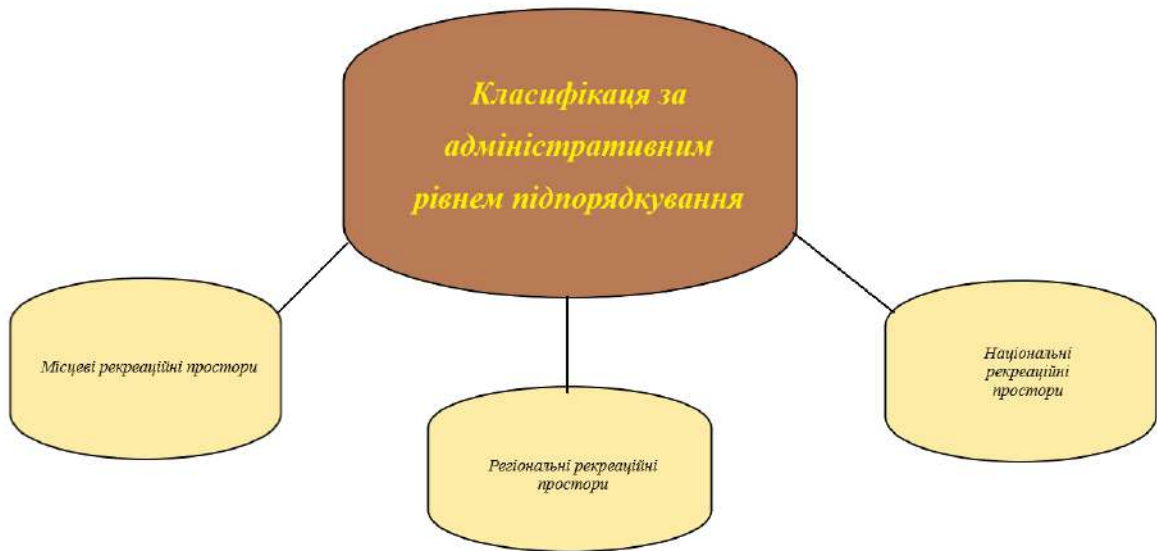 Класифікаця за
адміністративним
рівнем підпорядкування
Місцеві рекреаційні простори
Регіональні рекреаційні
простори
Національні
рекреаційні
простори